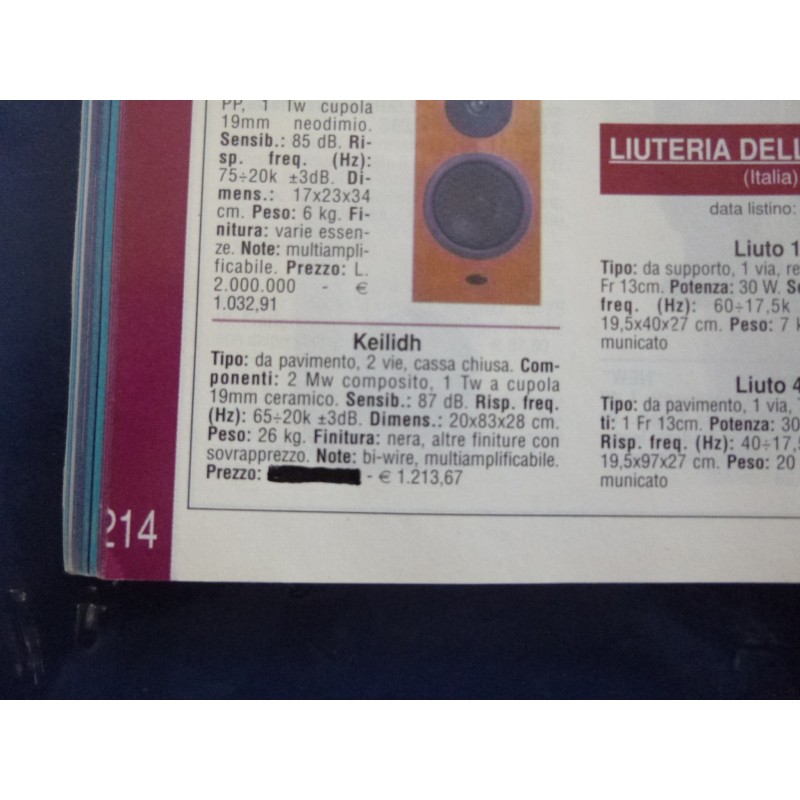 PP, 1 Tw cupola
19mm neodimio.
Sensib.: 85 dB. Ri-
sp. freq. (Hz):
75÷20k ±3dB. Di-
mens.: 17x23x34
cm. Peso: 6 kg. Fi-
nitura: varie essen-
ze. Note: multiampli-
ficabile. Prezzo: L.
2.000.000 - €
1.032,91
Keilidh
Tipo: da pavimento, 2 vie, cassa chiusa. Com-
ponenti: 2 Mw composito, 1 Tw a cupola
19mm ceramico. Sensib.: 87 dB. Risp. freq.
(Hz): 65÷20k ±3dB. Dimens.: 20x83x28 cm.
Peso: 26 kg. Finitura: nera, altre finiture con
sovrapprezzo. Note: bi-wire, multiamplificabile.
Prezzo: - € 1.213,67
LIUTERIA DELL
(Italia)
data listino:
Liuto 1
Tipo: da supporto, 1 via, re
Fr 13cm. Potenza: 30 W. Se
freq. (Hz): 60÷17,5k
19,5x40x27 cm. Peso: 7 k
municato
Liuto 4
Tipo: da pavimento, 1 via,
ti: 1 Fr 13cm. Potenza: 30
Risp. freq. (Hz): 40÷17,5
19,5x97x27 cm. Peso: 20
municato
214